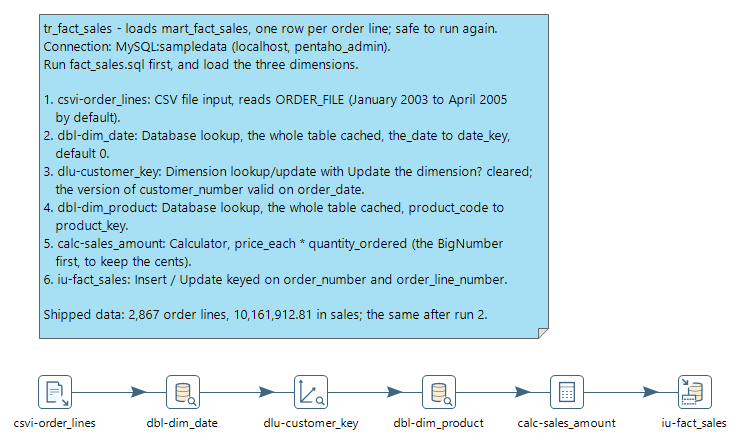 tr_fact_sales - loads mart_fact_sales, one row per order line; safe to run again.
Connection: MySQL:sampledata (localhost, pentaho_admin).
Run fact_sales.sql first, and load the three dimensions.
1. csvi-order_lines: CSV file input, reads ORDER_FILE (January 2003 to April 2005
by default).
2. dbl-dim_date: Database lookup, the whole table cached, the_date to date_key,
default 0.
3. dlu-customer_key: Dimension lookup/update with Update the dimension? cleared;
the version of customer_number valid on order_date.
4. dbl-dim_product: Database lookup, the whole table cached, product_code to
product_key.
5. calc-sales_amount: Calculator, price_each * quantity_ordered (the BigNumber
first, to keep the cents).
6. iu-fact_sales: Insert / Update keyed on order_number and order_line_number.
Shipped data: 2,867 order lines, 10,161,912.81 in sales; the same after run 2.
csvi-order_lines
dbl-dim_date
dlu-customer_key
dbl-dim_product
calc-sales_amount
iu-fact_sales